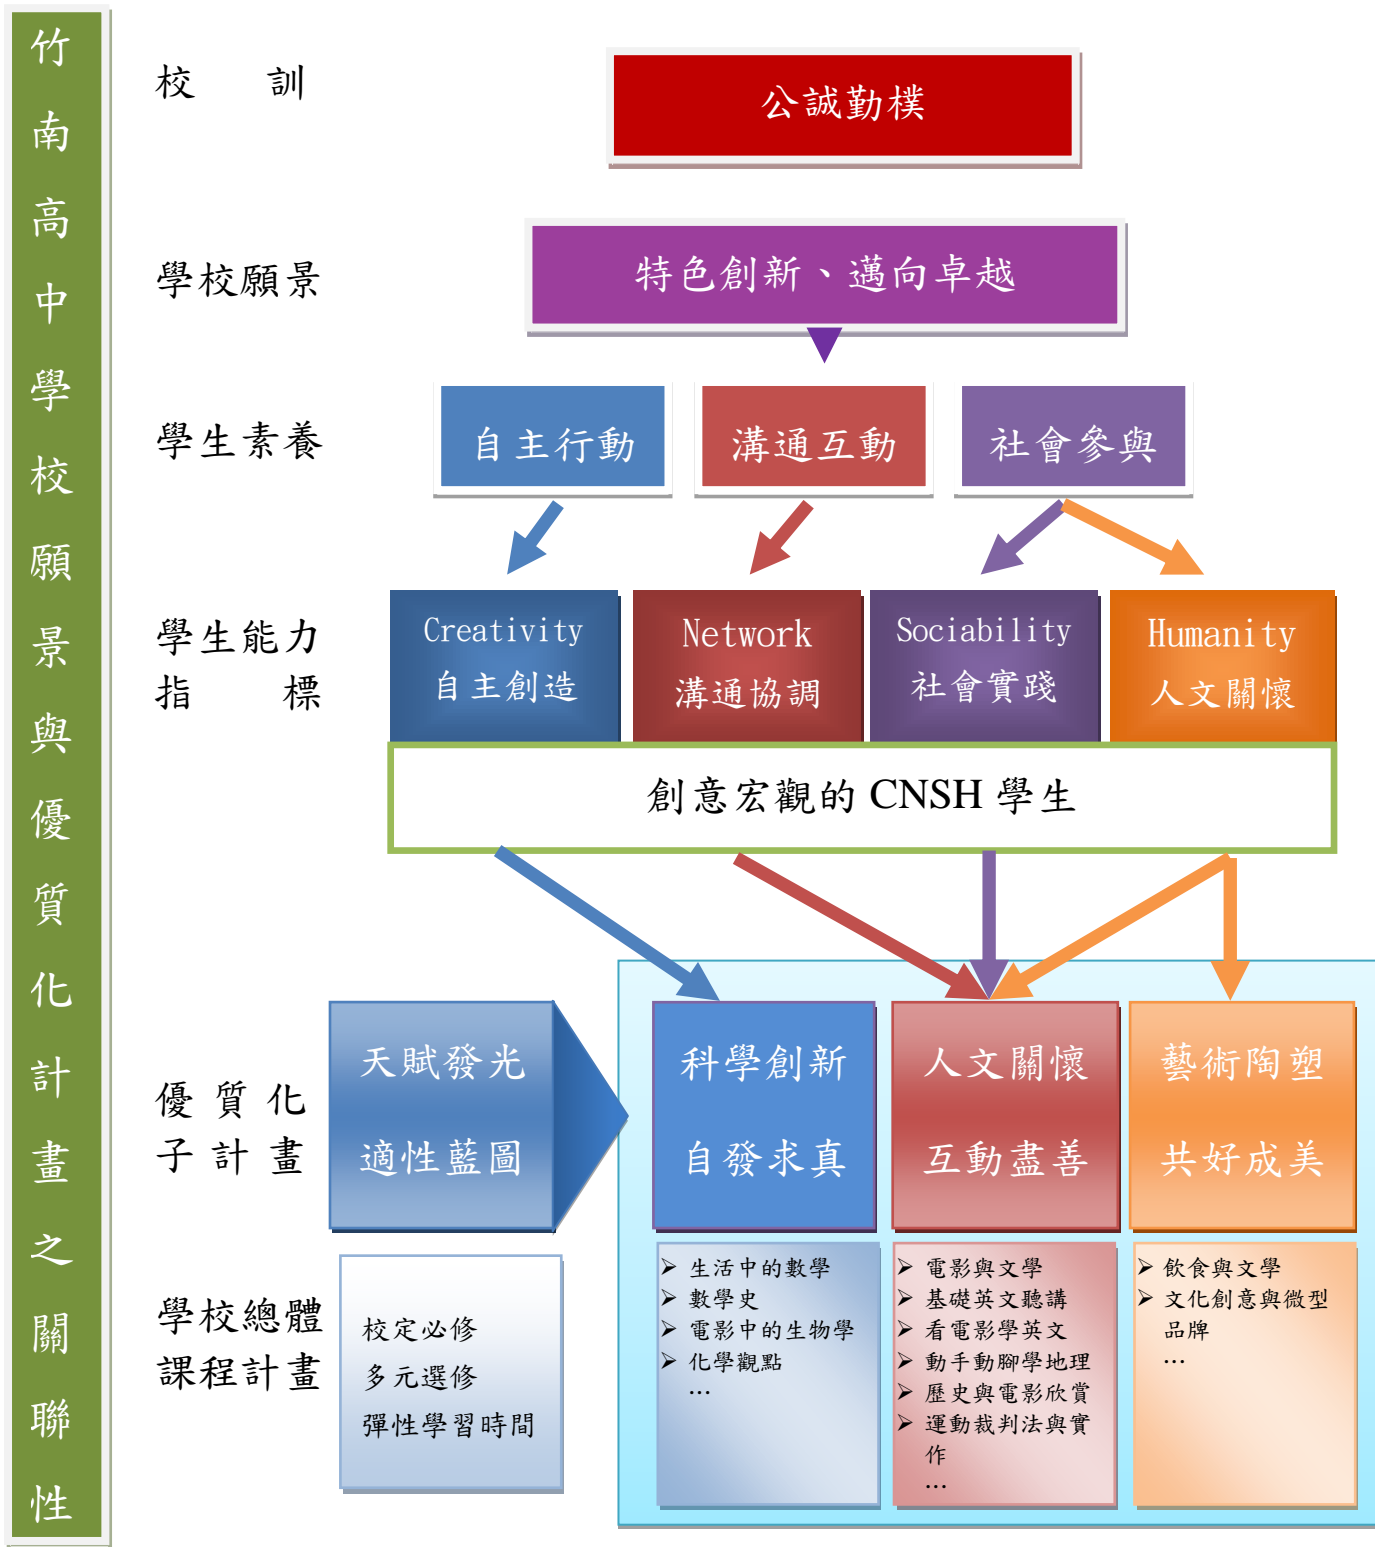 竹南高中學校願景與優質化計畫之關聯性
校 訓
公誠勤樸
學校願景
特色創新、邁向卓越
學生素養
自主行動
溝通互動
社會參與
學生能力
指 標
Creativity
自主創造
Network
溝通協調
Sociability
社會實踐
Humanity
人文關懷
創意宏觀的 CNSH 學生
優 質 化
子 計 畫
天賦發光
適性藍圖
科學創新
自發求真
人文關懷
互動盡善
藝術陶塑
共好成美
學校總體
課程計畫
校定必修
多元選修
彈性學習時間
➢ 生活中的數學
➢ 數學史
➢ 電影中的生物學
➢ 化學觀點
…
➢ 電影與文學
➢ 基礎英文聽講
➢ 看電影學英文
➢ 動手動腳學地理
➢ 歷史與電影欣賞
➢ 運動裁判法與實
作
…
➢ 飲食與文學
➢ 文化創意與微型
品牌
…